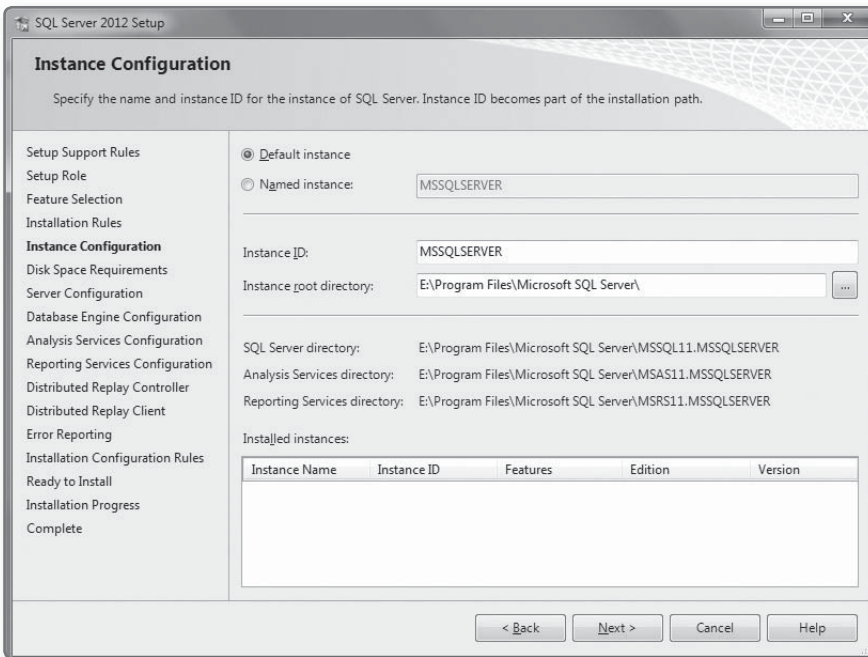 SQL Server 2012 Setup
Instance Configuration
Specify the name and instance ID for the instance of SQL Server. Instance ID becomes part of the installation path.
Setup Support Rules
Setup Role
Feature Selection
Installation Rules
Instance Configuration
Disk Space Requirements
Server Configuration
Database Engine Configuration
Analysis Services Configuration
Reporting Services Configuration
Distributed Replay Controller
Distributed Replay Client
Error Reporting
Installation Configuration Rules
Ready to Install
Installation Progress
Complete
Default instance
Named instance: MSSQLSERVER
Instance ID: MSSQLSERVER
Instance root directory: E:\Program Files\Microsoft SQL Server\ ...
SQL Server directory: E:\Program Files\Microsoft SQL Server\MSSQL11.MSSQLSERVER
Analysis Services directory: E:\Program Files\Microsoft SQL Server\MSAS11.MSSQLSERVER
Reporting Services directory: E:\Program Files\Microsoft SQL Server\MSRS11.MSSQLSERVER
Installed instances:
Instance Name Instance ID Features Edition Version
< Back Next > Cancel Help